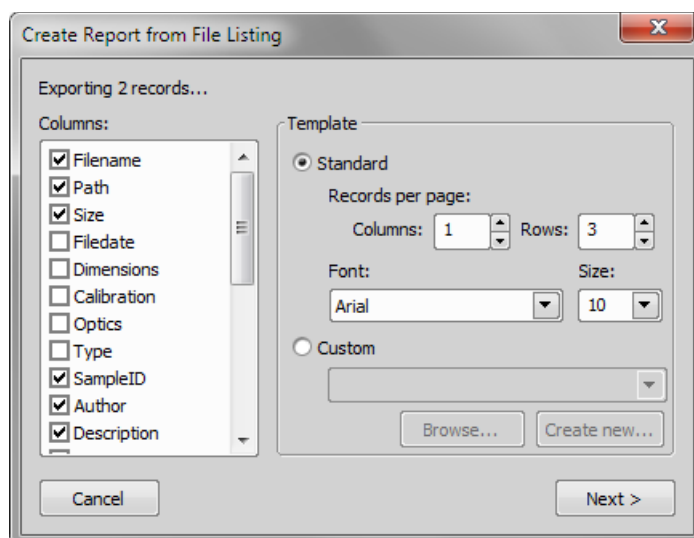 Create Report from File Listing
Exporting 2 records...
Columns:
Filename
Path
Size
Filedate
Dimensions
Calibration
Optics
Type
SampleID
Author
Description
Template
Standard
Records per page:
Columns: 1 Rows: 3
Font: Size:
Arial 10
Custom
Browse... Create new...
Cancel Next >